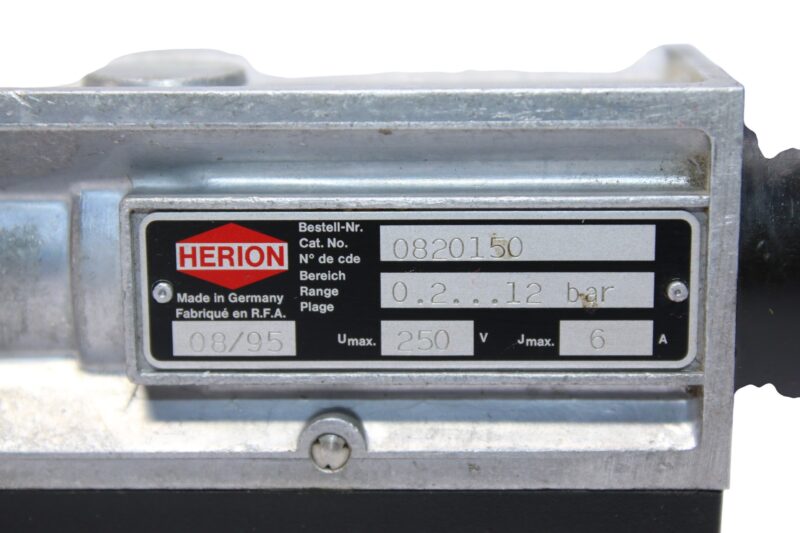 HERION
Made in Germany
Fabriqué en R.F.A.
08/95
Bestell-Nr.
Cat. No.
N° de cde
0820150
Bereich
Range
Plage
0.2...12 bar
Umax. 250 V Jmax. 6 A